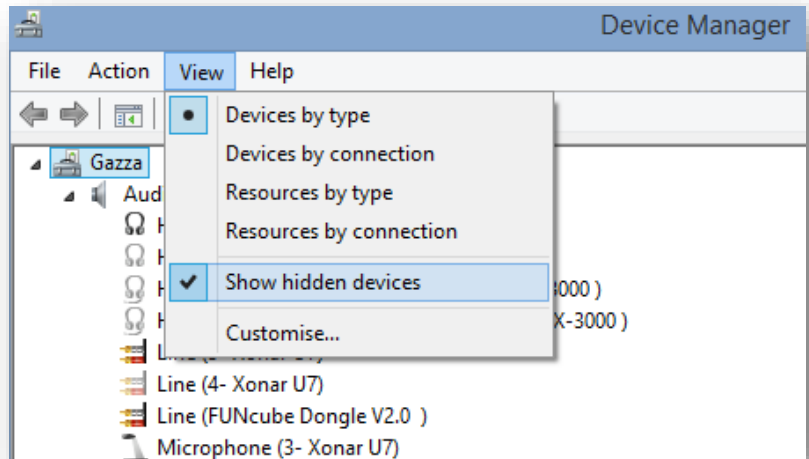 Device Manager
File Action View Help
Devices by type
Devices by connection
Resources by type
Resources by connection
Show hidden devices
Customise...
Gazza
Aud
H
H
H 000 )
H X-3000 )
Line (4- Xonar U7)
Line (FUNcube Dongle V2.0 )
Microphone (3- Xonar U7)